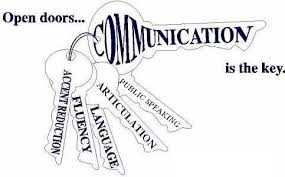 Open doors...
COMMUNICATION
is the key.
ACCENT REDUCTION
FLUENCY
LANGUAGE
ARTICULATION
PUBLIC SPEAKING